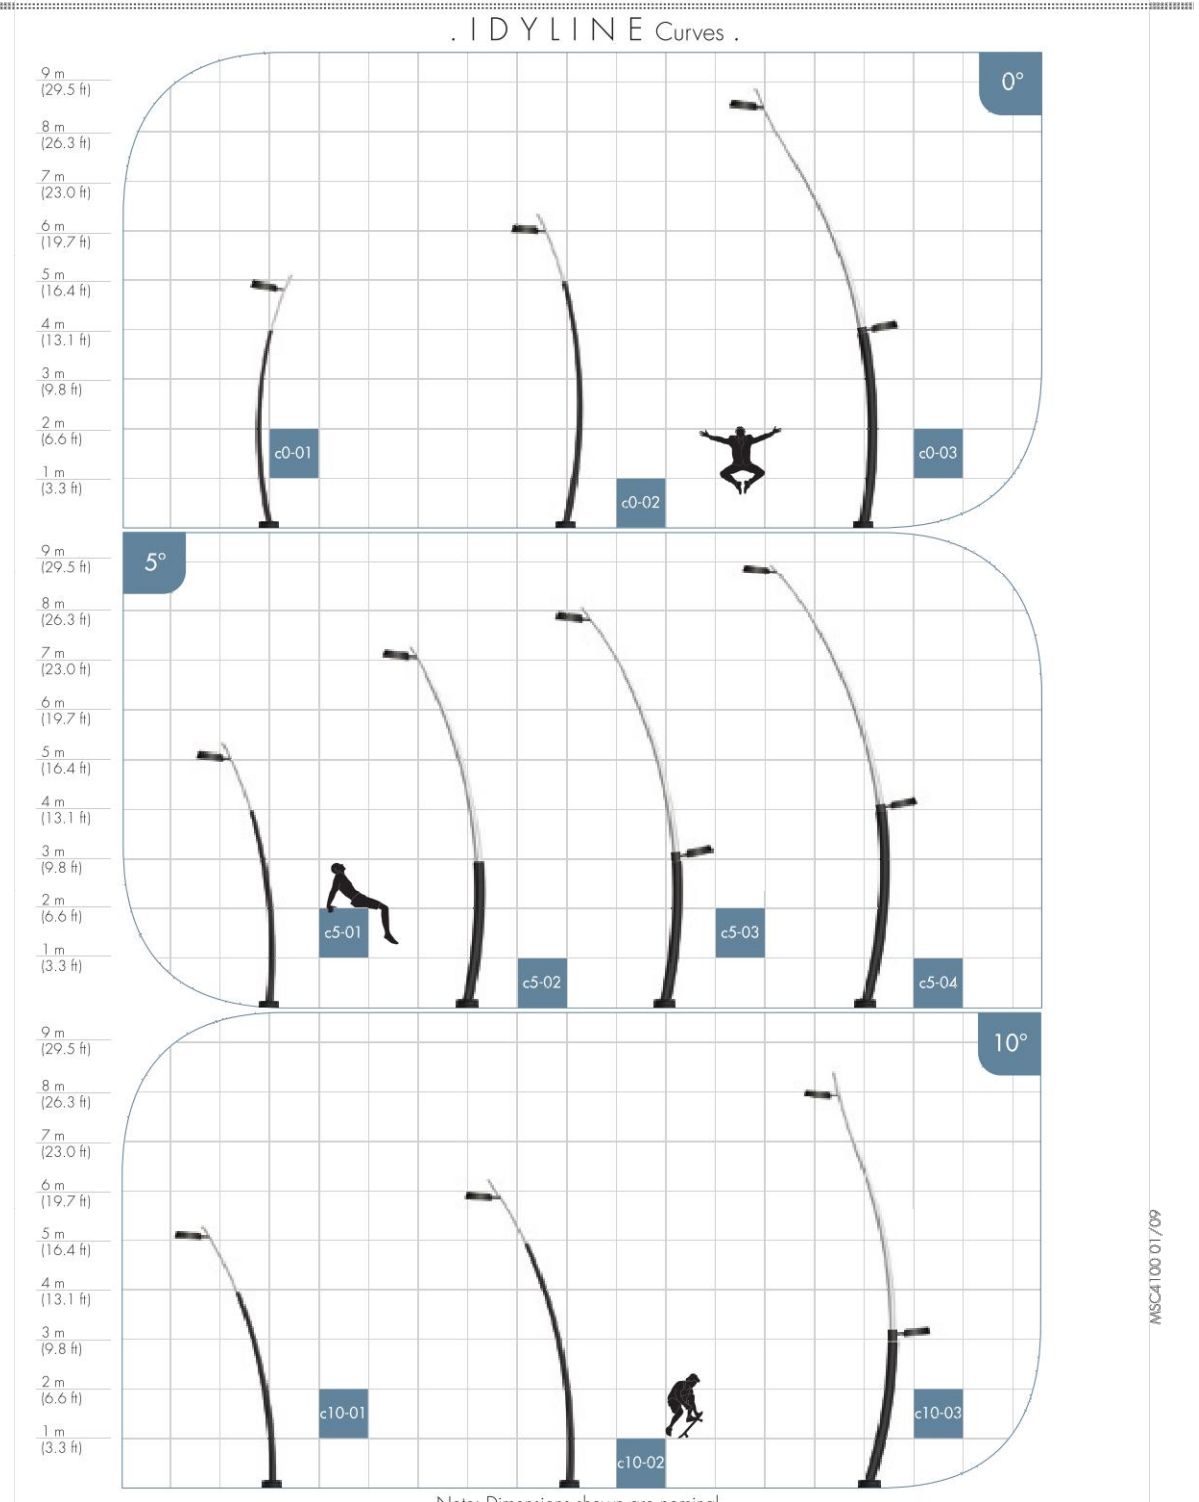 . IDYLINE Curves .
0°
9 m
(29.5 ft)
8 m
(26.3 ft)
7 m
(23.0 ft)
6 m
(19.7 ft)
5 m
(16.4 ft)
4 m
(13.1 ft)
3 m
(9.8 ft)
2 m
(6.6 ft)
1 m
(3.3 ft)
c0-01
c0-02
c0-03
5°
9 m
(29.5 ft)
8 m
(26.3 ft)
7 m
(23.0 ft)
6 m
(19.7 ft)
5 m
(16.4 ft)
4 m
(13.1 ft)
3 m
(9.8 ft)
2 m
(6.6 ft)
1 m
(3.3 ft)
c5-01
c5-02
c5-03
c5-04
10°
9 m
(29.5 ft)
8 m
(26.3 ft)
7 m
(23.0 ft)
6 m
(19.7 ft)
5 m
(16.4 ft)
4 m
(13.1 ft)
3 m
(9.8 ft)
2 m
(6.6 ft)
1 m
(3.3 ft)
c10-01
c10-02
c10-03
Note: Dimensions shown are nominal
MSC4100 01/09